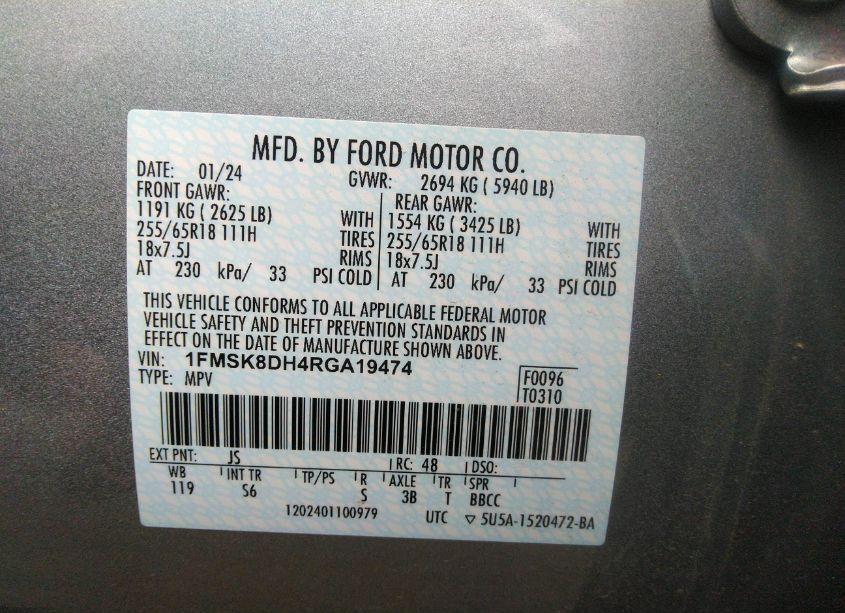 MFD. BY FORD MOTOR CO.
DATE: 01/24 GVWR: 2694 KG ( 5940 LB)
FRONT GAWR: REAR GAWR:
1191 KG ( 2625 LB) WITH 1554 KG ( 3425 LB) WITH
255/65R18 111H TIRES 255/65R18 111H TIRES
18x7.5J RIMS 18x7.5J RIMS
AT 230 kPa/ 33 PSI COLD AT 230 kPa/ 33 PSI COLD
THIS VEHICLE CONFORMS TO ALL APPLICABLE FEDERAL MOTOR
VEHICLE SAFETY AND THEFT PREVENTION STANDARDS IN
EFFECT ON THE DATE OF MANUFACTURE SHOWN ABOVE.
VIN: 1FMSK8DH4RGA19474
TYPE: MPV F0096
T0310
EXT PNT: JS RC: 48 DSO:
WB INT TR TP/PS R AXLE TR SPR
119 S6 S 3B T BBCC
1202401100979 UTC ▽ 5U5A-1520472-BA